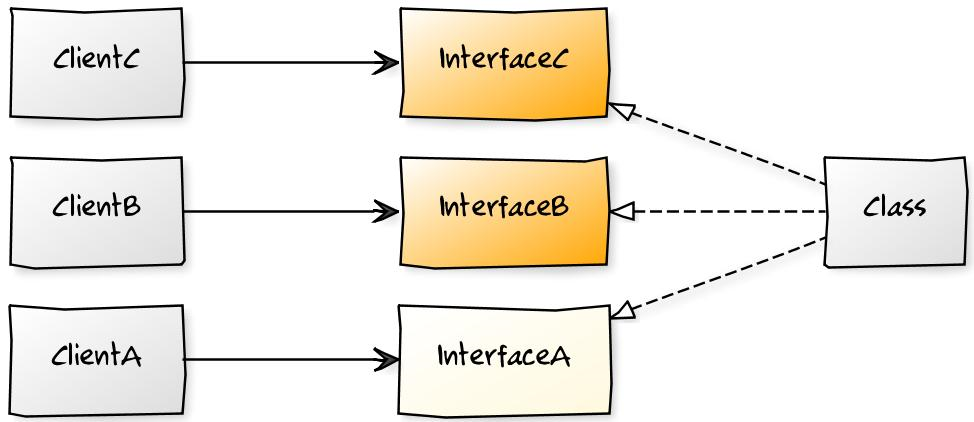 ClientC
InterfaceC
ClientB
InterfaceB
Class
ClientA
InterfaceA